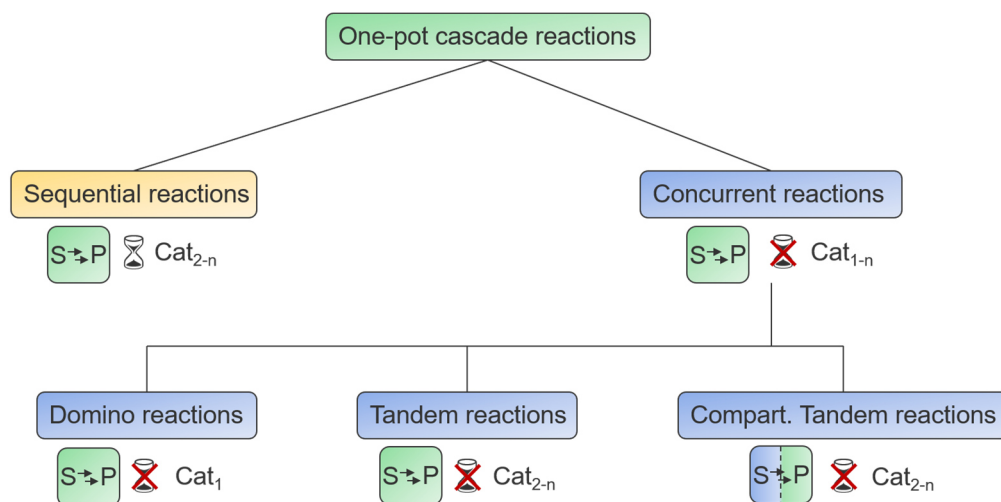 One-pot cascade reactions
Sequential reactions
Concurrent reactions
S P Cat2-n
S P Cat1-n
Domino reactions
Tandem reactions
Compart. Tandem reactions
S P Cat1
S P Cat2-n
S P Cat2-n